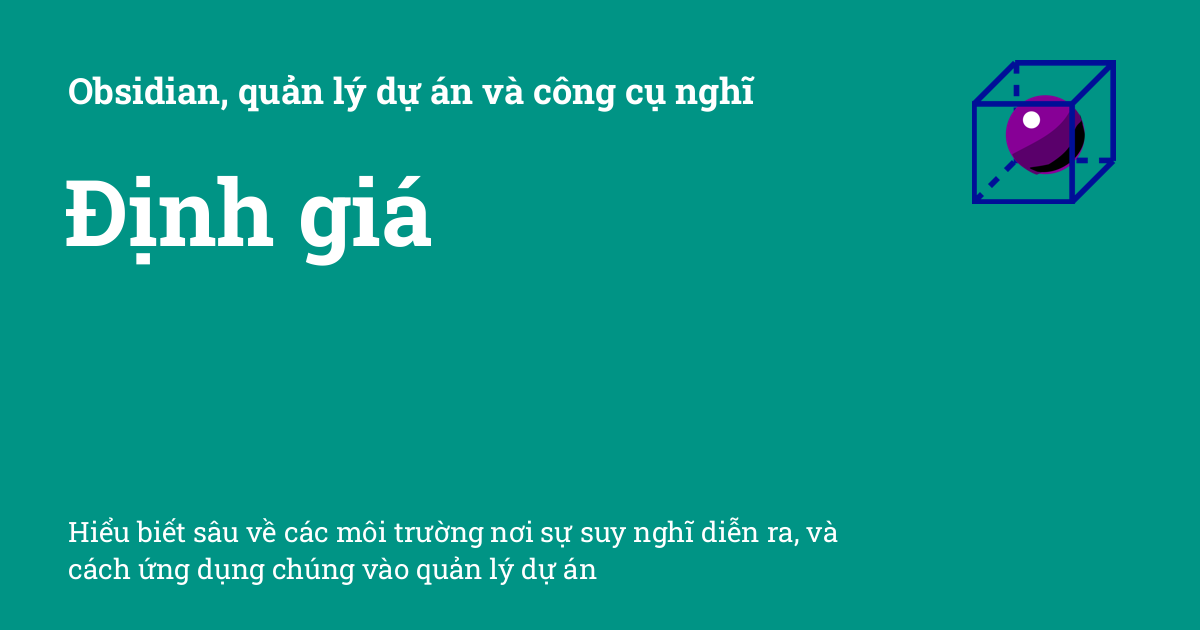 Obsidian, quản lý dự án và công cụ nghĩ
Định giá
Hiểu biết sâu về các môi trường nơi sự suy nghĩ diễn ra, và
cách ứng dụng chúng vào quản lý dự án